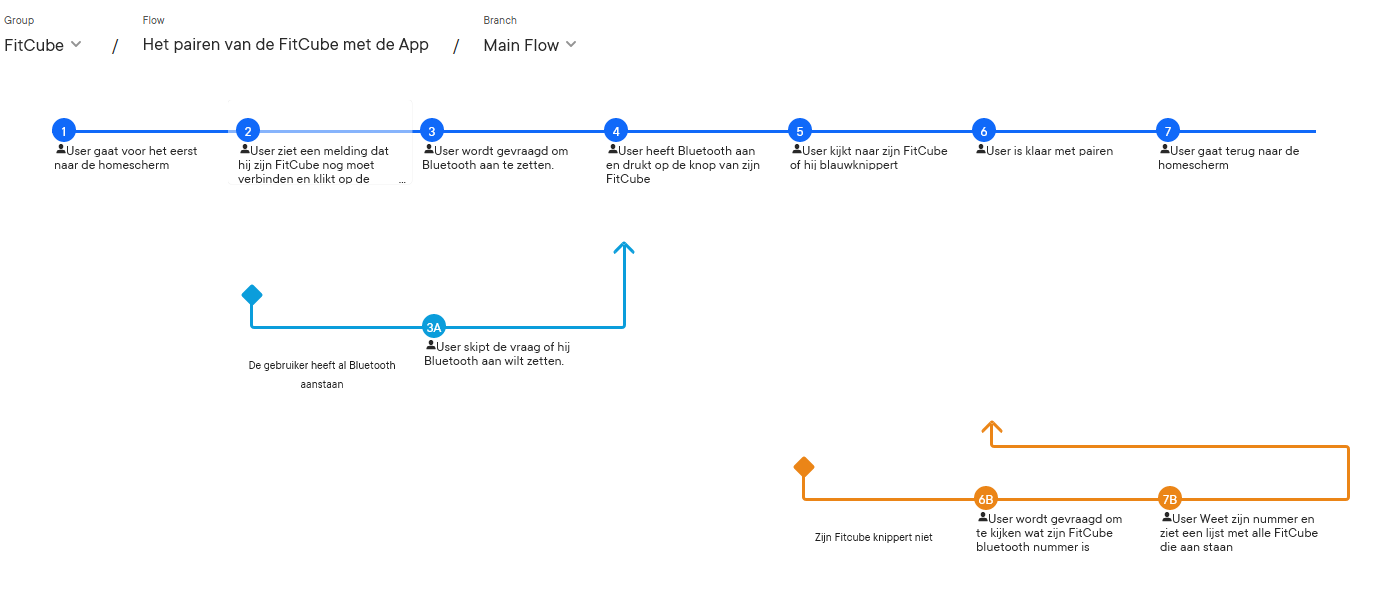 Group
Flow
Branch
FitCube
/
Het pairen van de FitCube met de App
/
Main Flow
1
2
3
4
5
6
7
User gaat voor het eerst
naar de homescherm
User ziet een melding dat
hij zijn FitCube nog moet
verbinden en klikt op de ...
User wordt gevraagd om
Bluetooth aan te zetten.
User heeft Bluetooth aan
en drukt op de knop van zijn
FitCube
User kijkt naar zijn FitCube
of hij blauwknippert
User is klaar met pairen
User gaat terug naar de
homescherm
De gebruiker heeft al Bluetooth
aanstaan
3A
User skipt de vraag of hij
Bluetooth aan wilt zetten.
Zijn Fitcube knippert niet
6B
User wordt gevraagd om
te kijken wat zijn FitCube
bluetooth nummer is
7B
User Weet zijn nummer en
ziet een lijst met alle FitCube
die aan staan